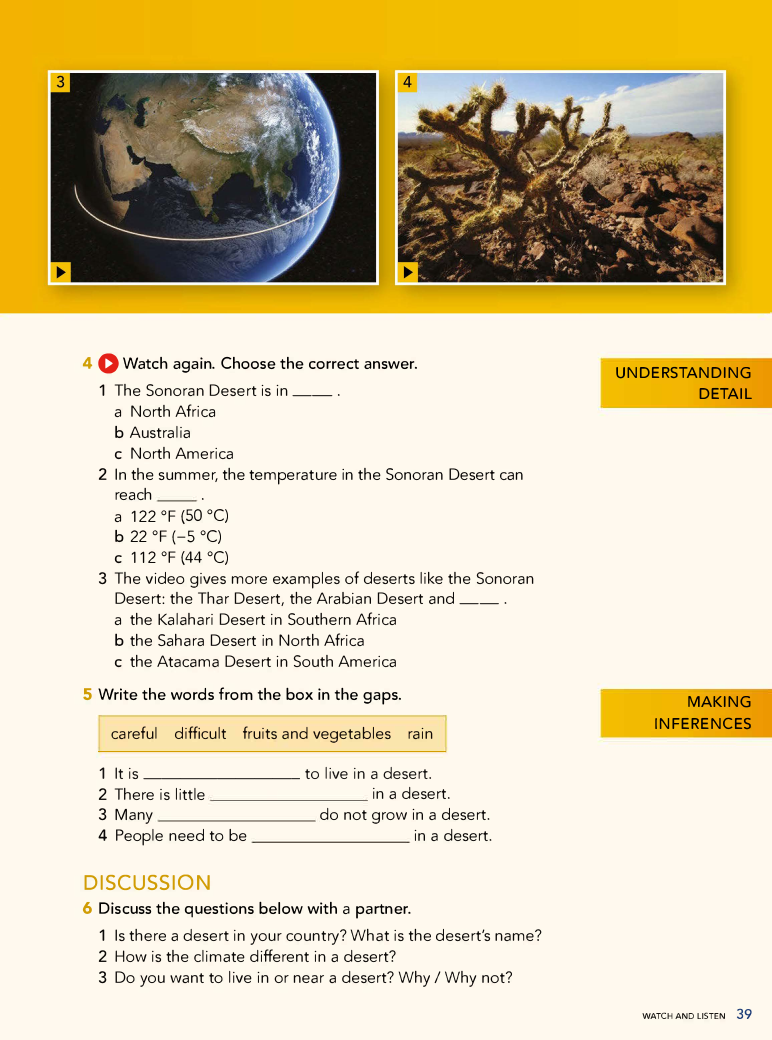 3
4
4 Watch again. Choose the correct answer.
UNDERSTANDING
DETAIL
1 The Sonoran Desert is in _____ .
a North Africa
b Australia
c North America
2 In the summer, the temperature in the Sonoran Desert can
reach _____ .
a 122 °F (50 °C)
b 22 °F (–5 °C)
c 112 °F (44 °C)
3 The video gives more examples of deserts like the Sonoran
Desert: the Thar Desert, the Arabian Desert and _____ .
a the Kalahari Desert in Southern Africa
b the Sahara Desert in North Africa
c the Atacama Desert in South America
5 Write the words from the box in the gaps.
MAKING
INFERENCES
careful difficult fruits and vegetables rain
1 It is ____________________ to live in a desert.
2 There is little ____________________ in a desert.
3 Many ____________________ do not grow in a desert.
4 People need to be ____________________ in a desert.
DISCUSSION
6 Discuss the questions below with a partner.
1 Is there a desert in your country? What is the desert's name?
2 How is the climate different in a desert?
3 Do you want to live in or near a desert? Why / Why not?
WATCH AND LISTEN 39